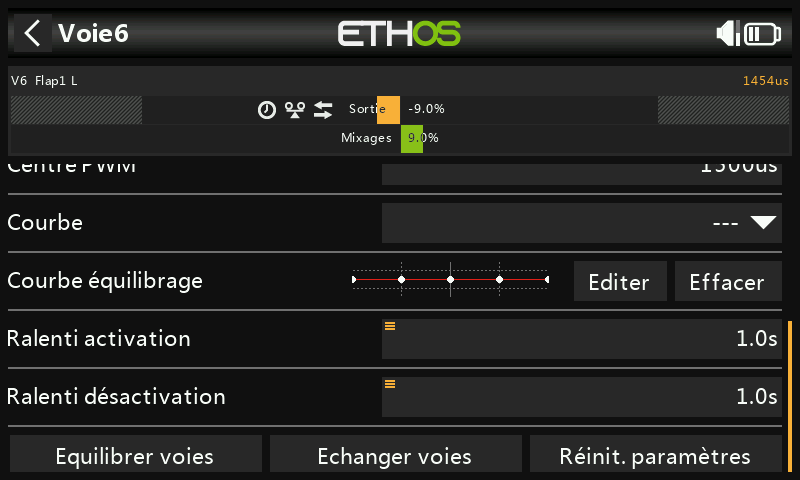 Voie6
ETHOS
V6 Flap1 L
1454us
Sortie -9.0%
Mixages 9.0%
Centre PWM 1500us
Courbe ---
Courbe équilibrage Editer Effacer
Ralenti activation 1.0s
Ralenti désactivation 1.0s
Equilibrer voies Echanger voies Réinit. paramètres